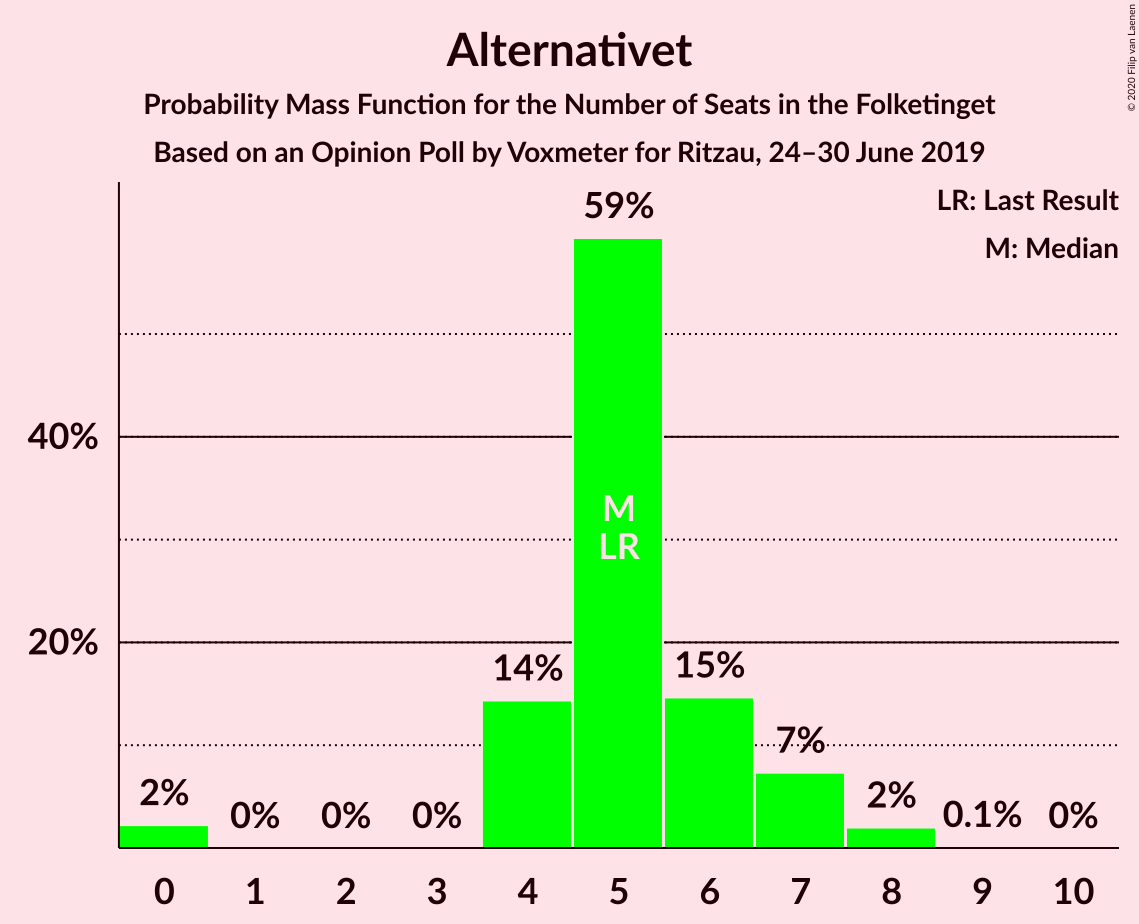 Alternativet
Probability Mass Function for the Number of Seats in the Folketinget
Based on an Opinion Poll by Voxmeter for Ritzau, 24–30 June 2019
© 2020 Filip van Laenen
LR: Last Result
M: Median
59%
40%
M
LR
20%
14%
15%
7%
2%
0%
0%
0%
2%
0.1%
0%
0 1 2 3 4 5 6 7 8 9 10